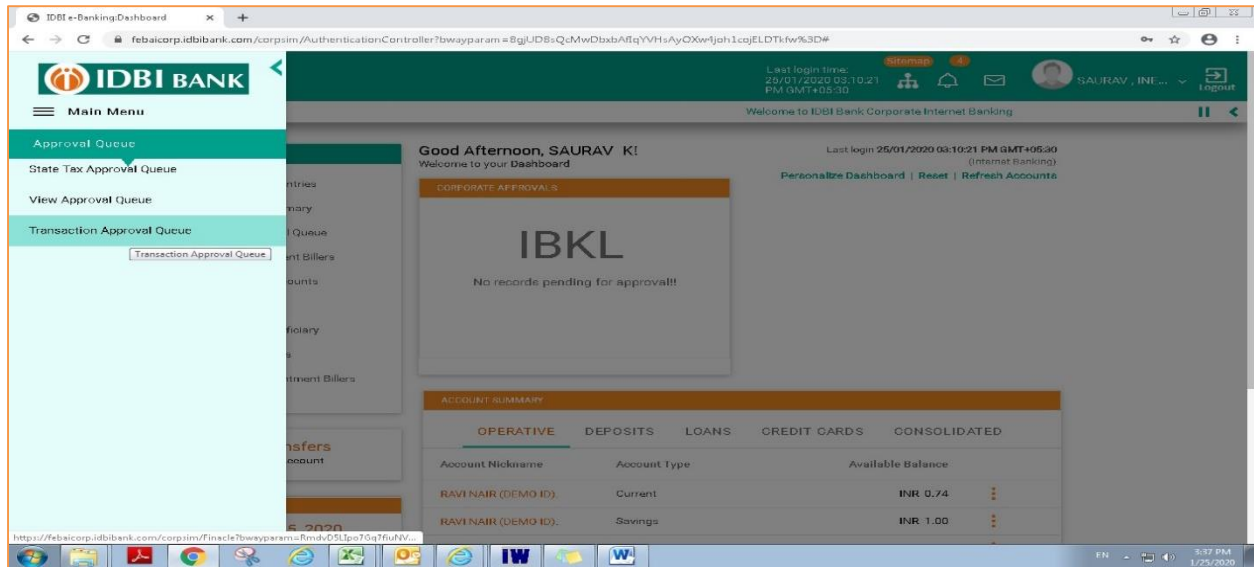 IDBI e-Banking:Dashboard
febaicorp.idbibank.com/corpsim/AuthenticationController?bwayparam=
IDBI BANK
Main Menu
Approval Queue
State Tax Approval Queue
View Approval Queue
Transaction Approval Queue
Transaction Approval Queue
Last login time:
25/01/2020 03:10:21
PM GMT+05:30
Sitemap
4
SAURAV , INE...
Logout
Welcome to IDBI Bank Corporate Internet Banking
Good Afternoon, SAURAV K!
Welcome to your Dashboard
Last login 25/01/2020 03:10:21 PM GMT+05:30
(Internet Banking)
Personalize Dashboard | Reset | Refresh Accounts
ntries
mary
l Queue
ent Billers
ounts
ficiary
s
rtment Billers
CORPORATE APPROVALS
IBKL
No records pending for approval!!
nsfers
ccount
5, 2020
ACCOUNT SUMMARY
OPERATIVE DEPOSITS LOANS CREDIT CARDS CONSOLIDATED
Account Nickname Account Type Available Balance
RAVI NAIR (DEMO ID). Current INR 0.74
RAVI NAIR (DEMO ID). Savings INR 1.00
https://febaicorp.idbibank.com/corpsim/Finacle?bwayparam=
EN
3:37 PM
1/25/2020